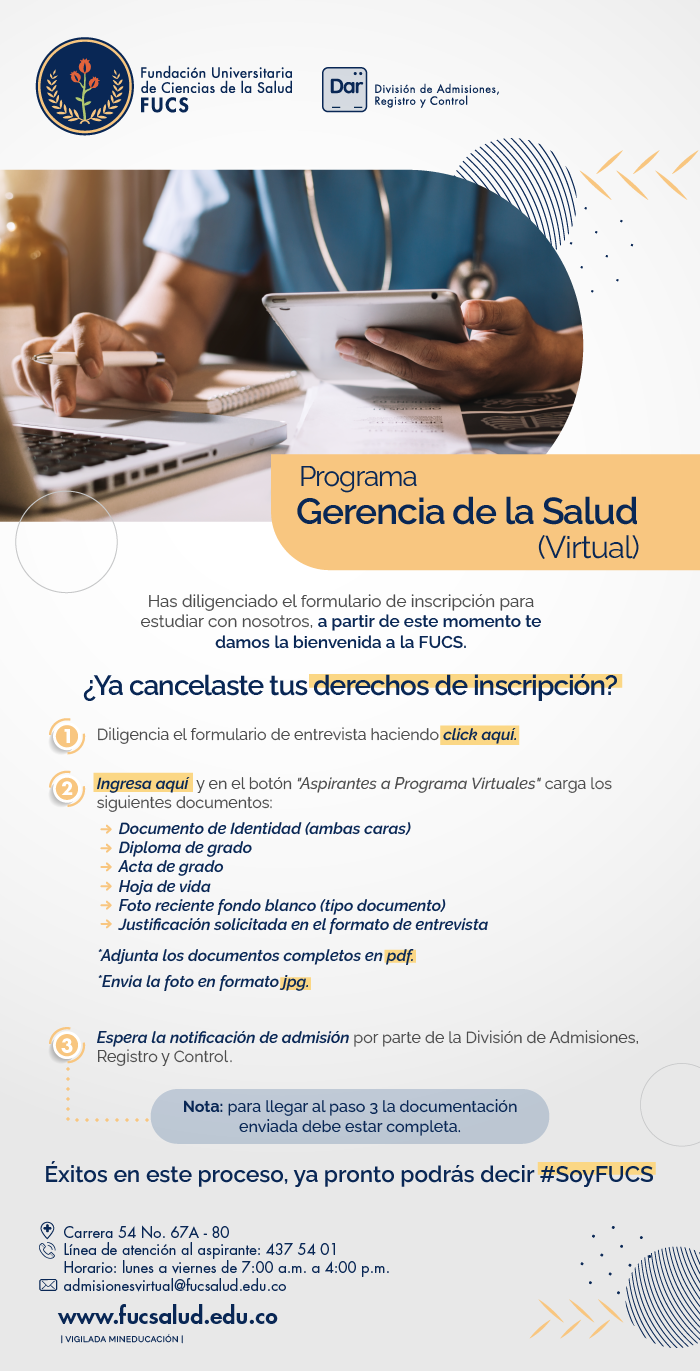 Fundación Universitaria
de Ciencias de la Salud
FUCS
Dar
División de Admisiones,
Registro y Control
Programa
Gerencia de la Salud
(Virtual)
Has diligenciado el formulario de inscripción para
estudiar con nosotros, a partir de este momento te
damos la bienvenida a la FUCS.
¿Ya cancelaste tus derechos de inscripción?
1 Diligencia el formulario de entrevista haciendo click aquí.
2 Ingresa aquí y en el botón "Aspirantes a Programa Virtuales" carga los
siguientes documentos:
→ Documento de Identidad (ambas caras)
→ Diploma de grado
→ Acta de grado
→ Hoja de vida
→ Foto reciente fondo blanco (tipo documento)
→ Justificación solicitada en el formato de entrevista
*Adjunta los documentos completos en pdf.
*Envia la foto en formato jpg.
3 Espera la notificación de admisión por parte de la División de Admisiones,
Registro y Control.
Nota: para llegar al paso 3 la documentación
enviada debe estar completa.
Éxitos en este proceso, ya pronto podrás decir #SoyFUCS
Carrera 54 No. 67A - 80
Línea de atención al aspirante: 437 54 01
Horario: lunes a viernes de 7:00 a.m. a 4:00 p.m.
admisionesvirtual@fucsalud.edu.co
www.fucsalud.edu.co
| VIGILADA MINEDUCACIÓN |